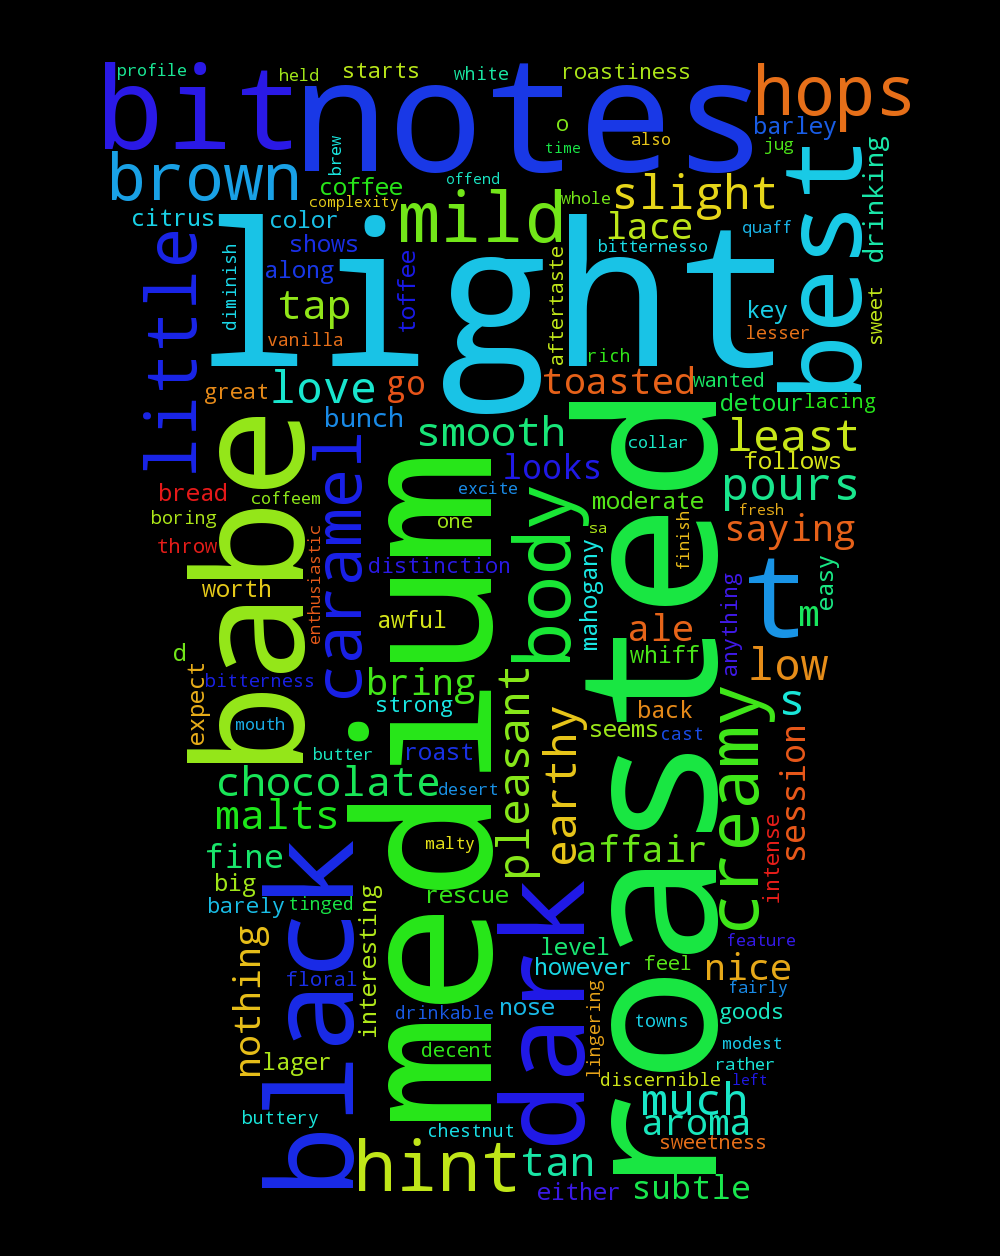 profile
held
starts
white
roastiness
bit
notes
hops
barley
o
also
jug
time
brew
brown
coffee
offend
complexity
whole
mild
slight
best
drinking
citrus
color
lace
quaff
shows
bitternesso
little
diminish
along
toffee
light
aftertaste
key
sweet
tap
vanilla
lesser
rich
great
love
go
toasted
wanted
detour
lacing
bunch
smooth
collar
least
babe
caramel
looks
follows
bread
coffeem
excite
moderate
pours
boring
one
sa
fresh
throw
enthusiastic
distinction
body
finish
saying
worth
medium
awful
mahogany
anything
t
m
easy
d
ale
whiff
low
expect
bitterness
bring
strong
pleasant
earthy
back
s
mouth
butter
roast
seems
cast
roasted
creamy
session
chocolate
desert
malts
malty
affair
intense
fine
big
barely
tinged
rescue
black
interesting
dark
level
however
feel
feature
nice
nothing
floral
drinkable
nose
lingering
fairly
towns
goods
lager
decent
modest
rather
discernible
left
buttery
chestnut
much
aroma
sweetness
hint
tan
either
subtle